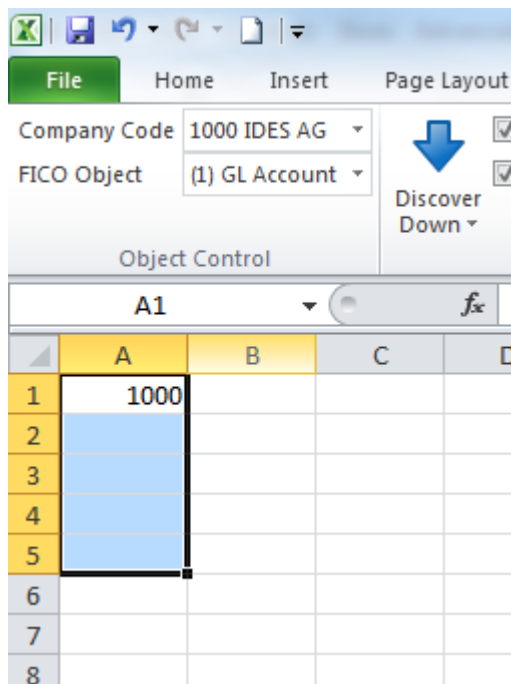 File Home Insert Page Layout
Company Code 1000 IDES AG
FICO Object (1) GL Account
Discover
Down
Object Control
A1 fx
A B C
1 1000
2
3
4
5
6
7
8